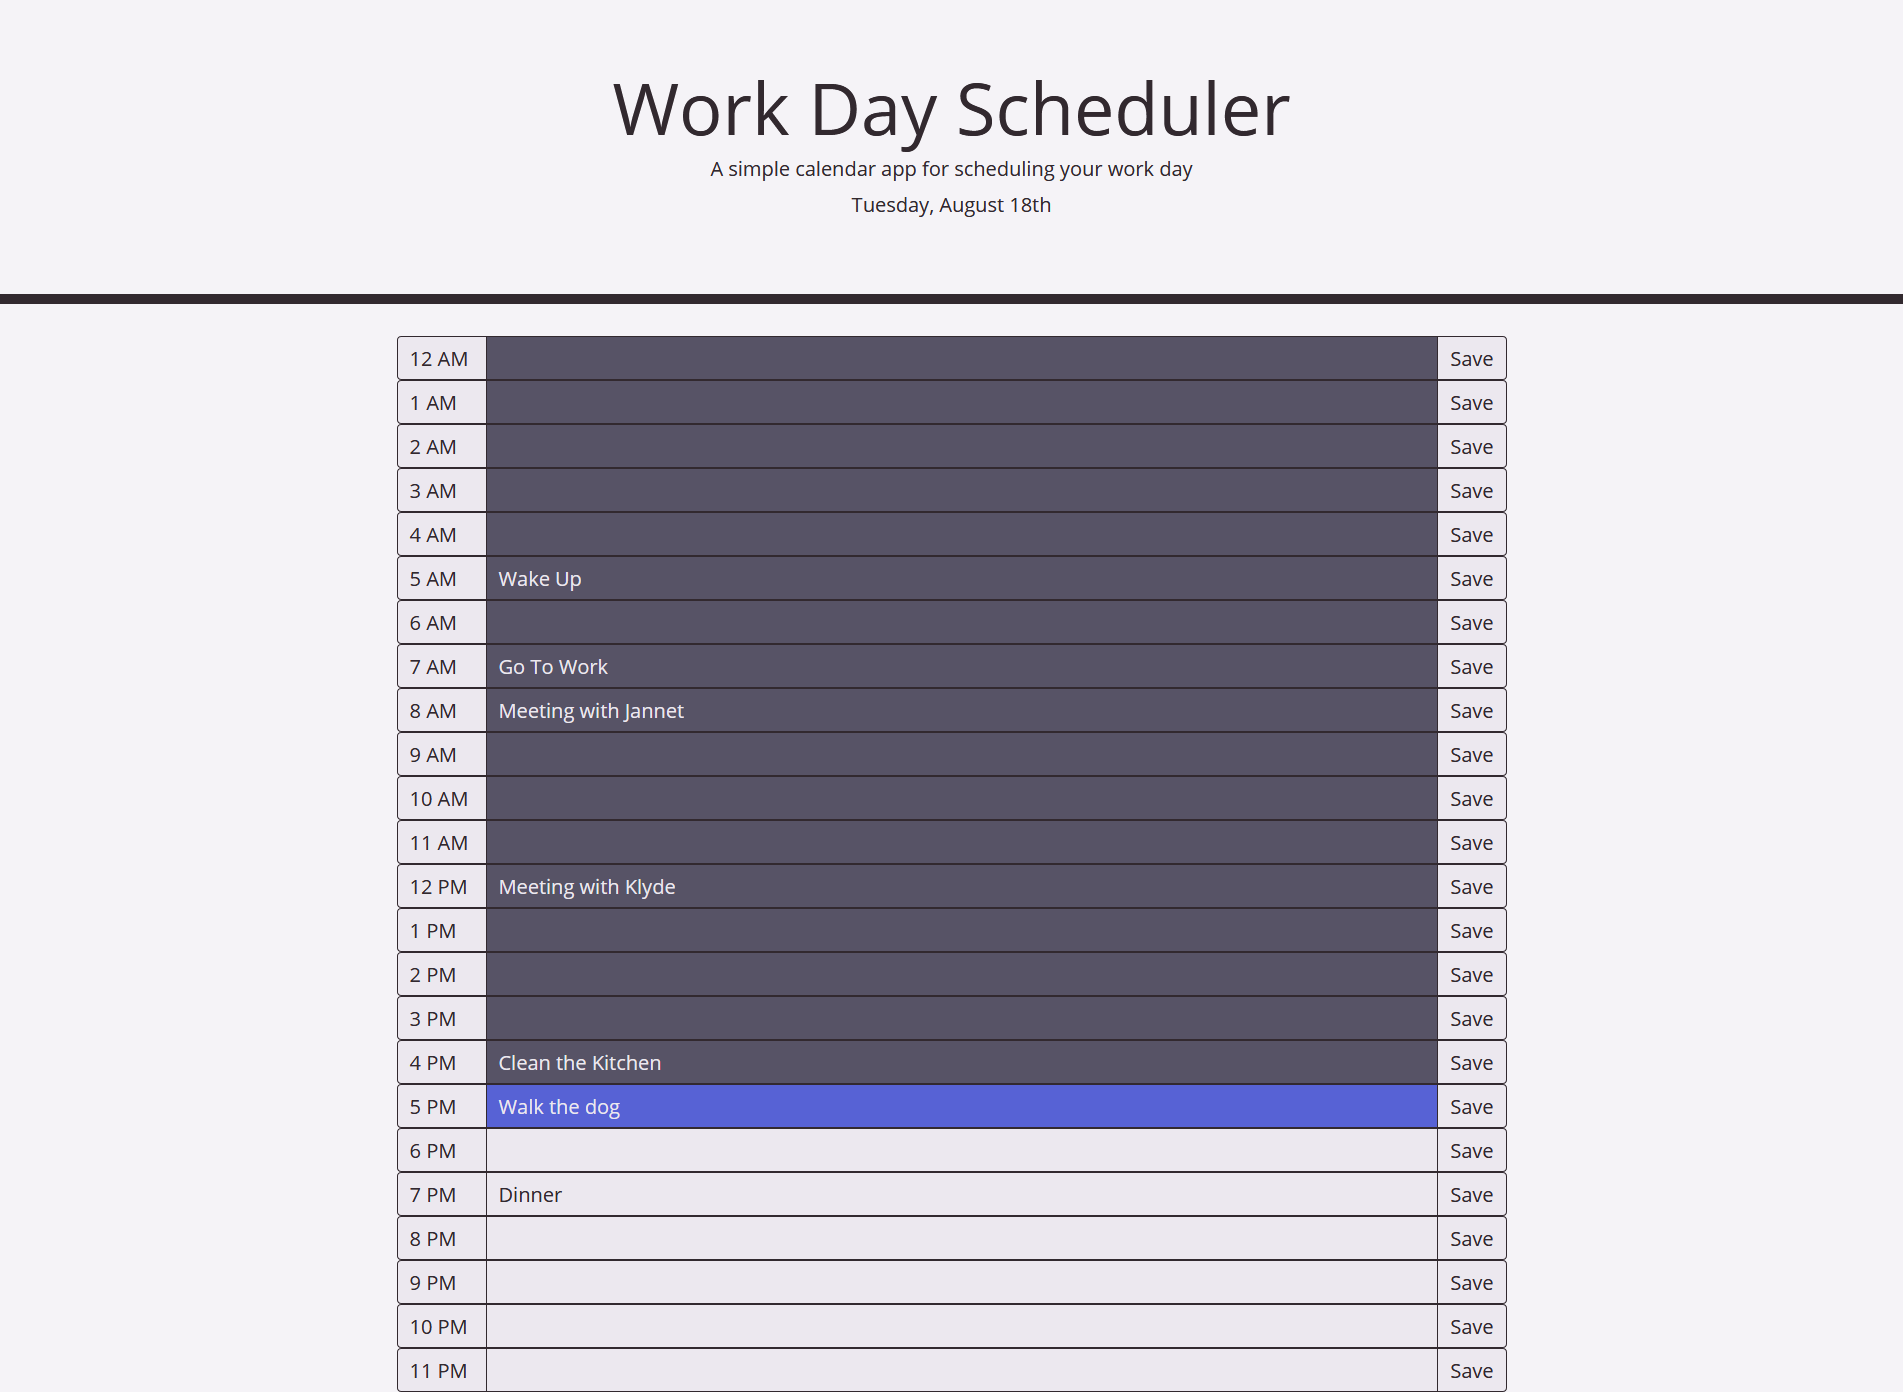 Work Day Scheduler
A simple calendar app for scheduling your work day
Tuesday, August 18th
12 AM Save
1 AM Save
2 AM Save
3 AM Save
4 AM Save
5 AM Wake Up Save
6 AM Save
7 AM Go To Work Save
8 AM Meeting with Jannet Save
9 AM Save
10 AM Save
11 AM Save
12 PM Meeting with Klyde Save
1 PM Save
2 PM Save
3 PM Save
4 PM Clean the Kitchen Save
5 PM Walk the dog Save
6 PM Save
7 PM Dinner Save
8 PM Save
9 PM Save
10 PM Save
11 PM Save